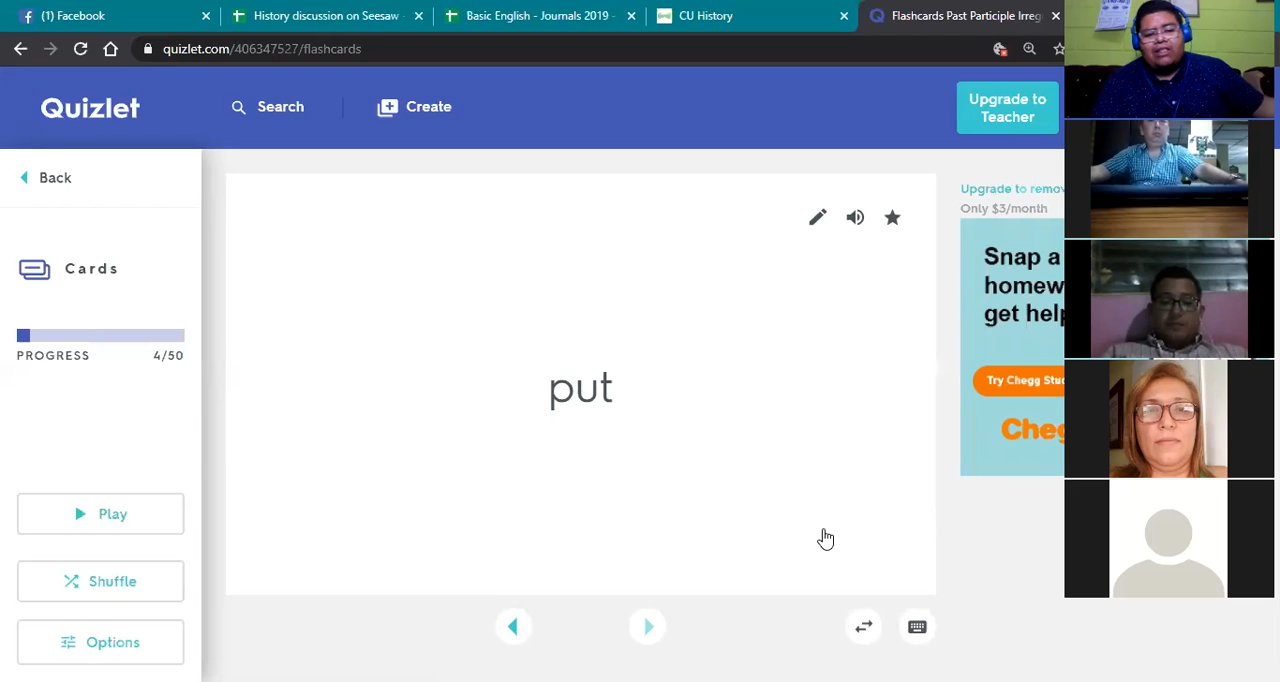 (1) Facebook
History discussion on Seesaw
Basic English - Journals 2019 -
CU History
Flashcards Past Participle Irreg
quizlet.com/406347527/flashcards
Quizlet
Search
Create
Upgrade to
Teacher
Back
Cards
PROGRESS 4/50
Play
Shuffle
Options
put
Upgrade to remov
Only $3/month
Snap a
homew
get help
Try Chegg Stu
Cheg